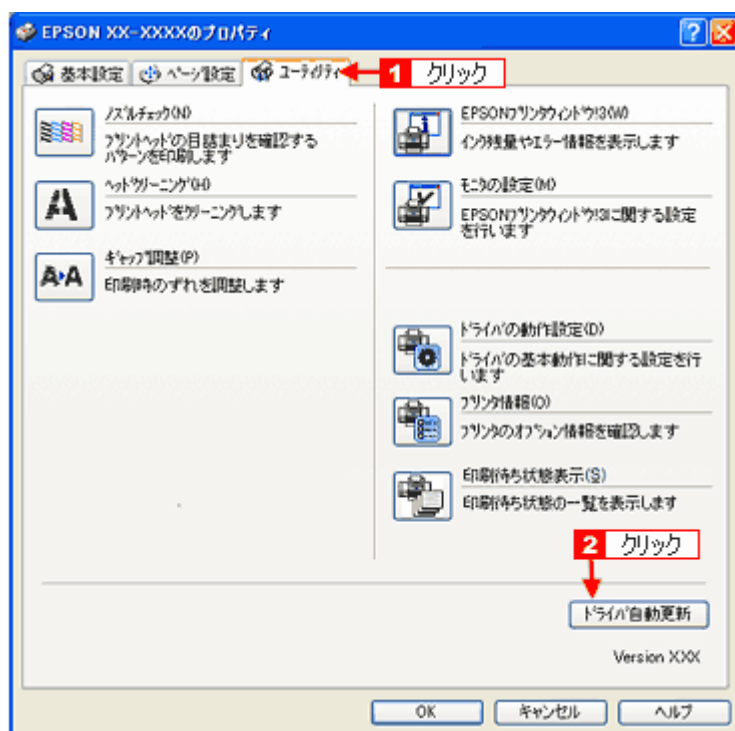 EPSON XX-XXXXのプロパティ
基本設定
ページ設定
ユーティリティ
1 クリック
ノズルチェック(N)
プリントヘッドの目詰まりを確認する
パターンを印刷します
ヘッドクリーニング(H)
プリントヘッドをクリーニングします
ギャップ調整(P)
印刷時のずれを調整します
EPSONプリンタウィンドウ!3(W)
インク残量やエラー情報を表示します
モニタの設定(M)
EPSONプリンタウィンドウ!3に関する設定
を行います
ドライバの動作設定(D)
ドライバの基本動作に関する設定を行
います
プリンタ情報(O)
プリンタのオプション情報を確認します
印刷待ち状態表示(S)
印刷待ち状態の一覧を表示します
2 クリック
ドライバ自動更新
Version XXX
OK
キャンセル
ヘルプ